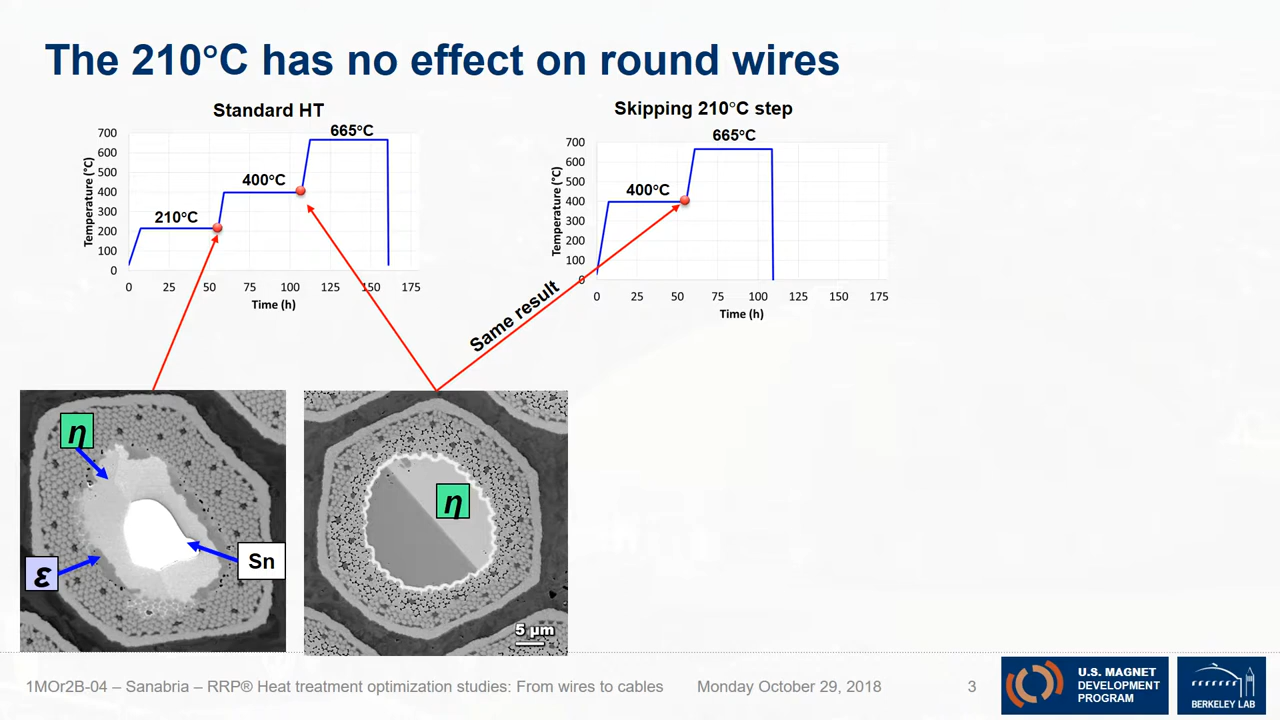 The 210°C has no effect on round wires
Standard HT
700
600
500
400
300
200
100
0
Temperature (°C)
210°C
400°C
665°C
0 25 50 75 100 125 150 175
Time (h)
Skipping 210°C step
700
600
500
400
300
200
100
0
Temperature (°C)
400°C
665°C
0 25 50 75 100 125 150 175
Time (h)
Same result
η
ε
Sn
η
5 µm
1MOr2B-04 – Sanabria – RRP® Heat treatment optimization studies: From wires to cables
Monday October 29, 2018
3
U.S. MAGNET
DEVELOPMENT
PROGRAM
BERKELEY LAB